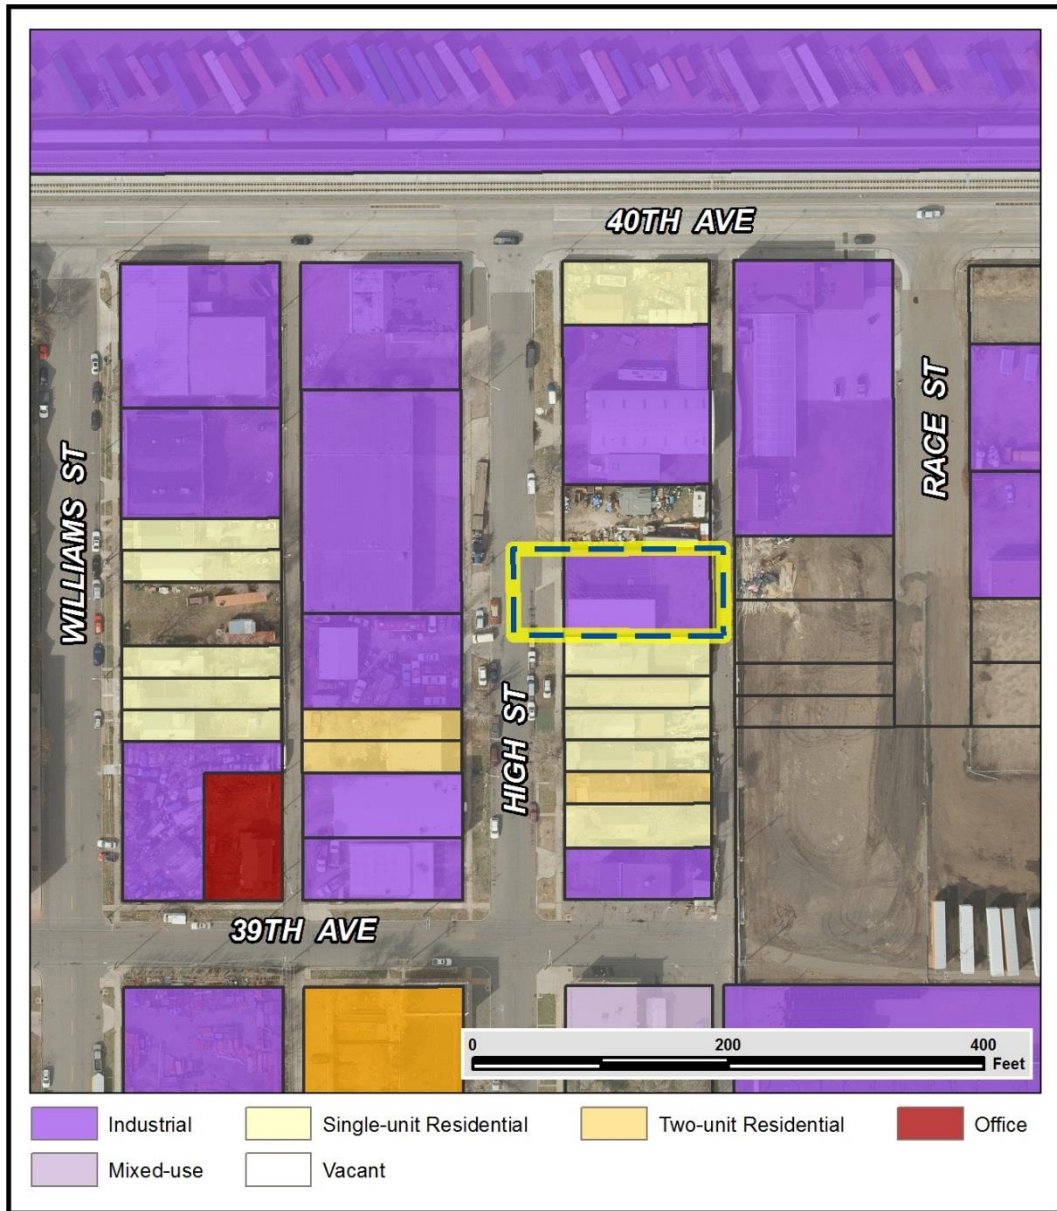 40TH AVE
WILLIAMS ST
HIGH ST
RACE ST
39TH AVE
0 200 400
Feet
Industrial Single-unit Residential Two-unit Residential Office
Mixed-use Vacant